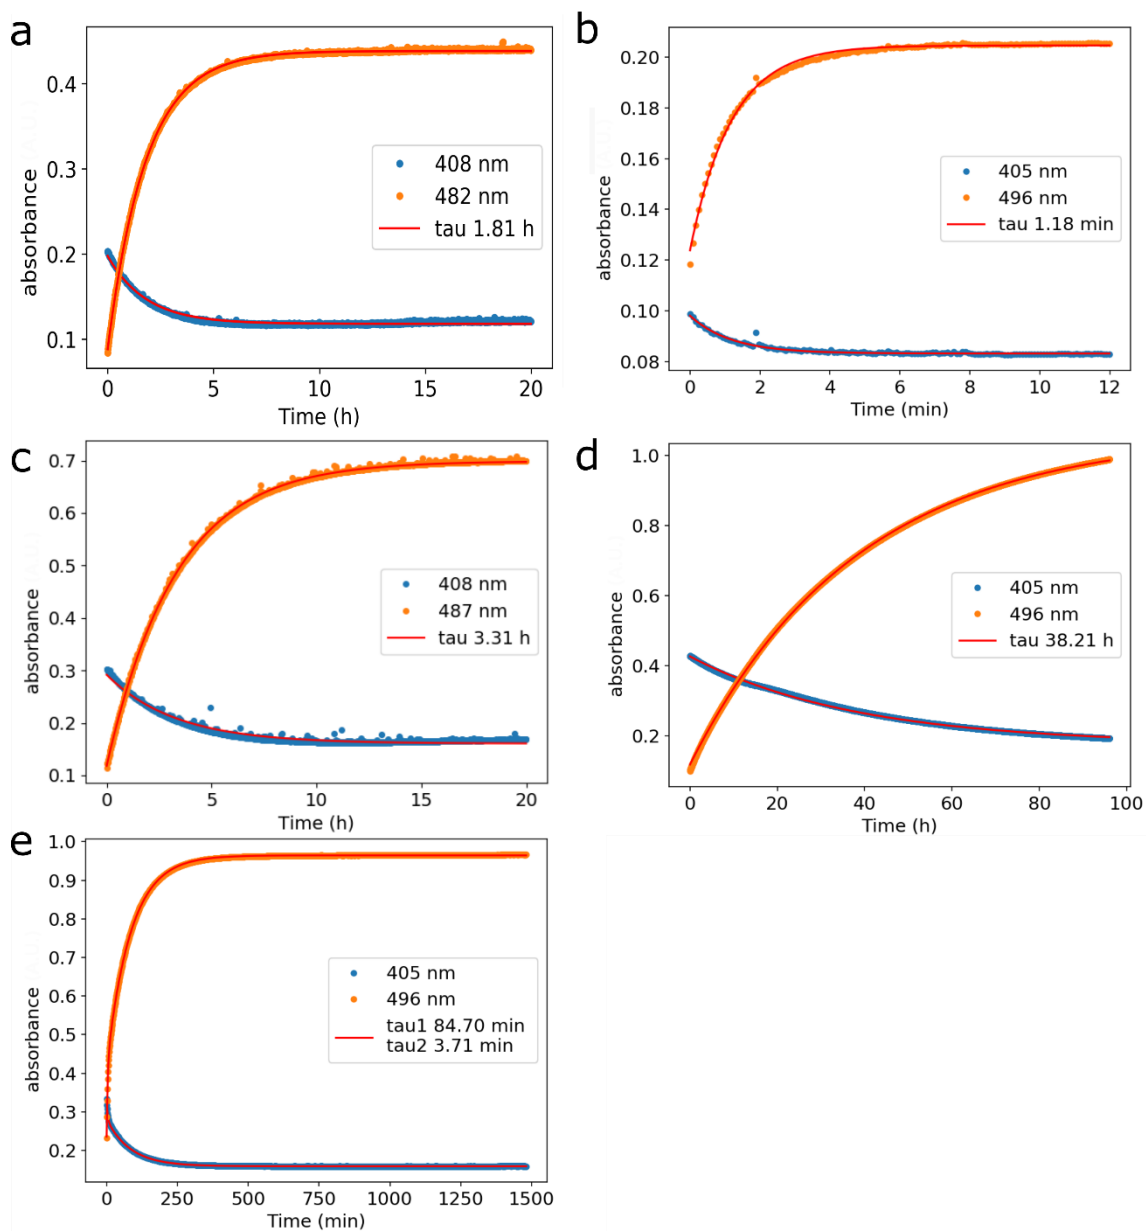 a
absorbance
0.4
0.3
0.2
0.1
408 nm
482 nm
tau 1.81 h
0
5
10
15
20
Time (h)
b
absorbance
0.20
0.18
0.16
0.14
0.12
0.10
0.08
405 nm
496 nm
tau 1.18 min
0
2
4
6
8
10
12
Time (min)
c
absorbance
0.7
0.6
0.5
0.4
0.3
0.2
0.1
408 nm
487 nm
tau 3.31 h
0
5
10
15
20
Time (h)
d
absorbance
1.0
0.8
0.6
0.4
0.2
405 nm
496 nm
tau 38.21 h
0
20
40
60
80
100
Time (h)
e
absorbance
1.0
0.9
0.8
0.7
0.6
0.5
0.4
0.3
0.2
405 nm
496 nm
tau1 84.70 min
tau2 3.71 min
0
250
500
750
1000
1250
1500
Time (min)